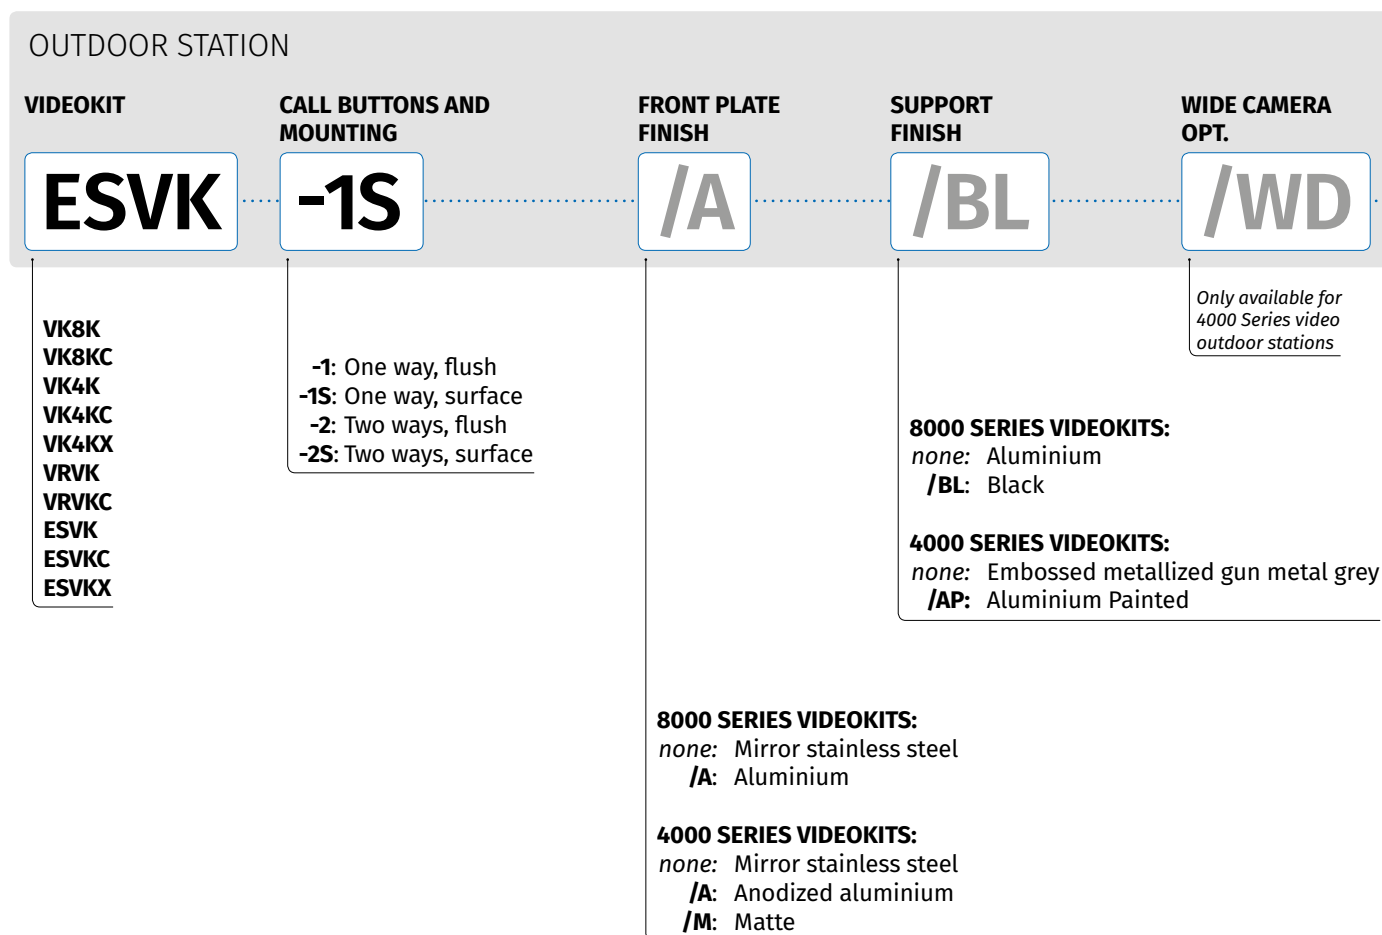 OUTDOOR STATION
VIDEOKIT
CALL BUTTONS AND
MOUNTING
FRONT PLATE
FINISH
SUPPORT
FINISH
WIDE CAMERA
OPT.
ESVK
-1S
/A
/BL
/WD
VK8K
VK8KC
VK4K
VK4KC
VK4KX
VRVK
VRVKC
ESVK
ESVKC
ESVKX
-1: One way, flush
-1S: One way, surface
-2: Two ways, flush
-2S: Two ways, surface
8000 SERIES VIDEOKITS:
none: Mirror stainless steel
/A: Aluminium
4000 SERIES VIDEOKITS:
none: Mirror stainless steel
/A: Anodized aluminium
/M: Matte
8000 SERIES VIDEOKITS:
none: Aluminium
/BL: Black
4000 SERIES VIDEOKITS:
none: Embossed metallized gun metal grey
/AP: Aluminium Painted
Only available for
4000 Series video
outdoor stations